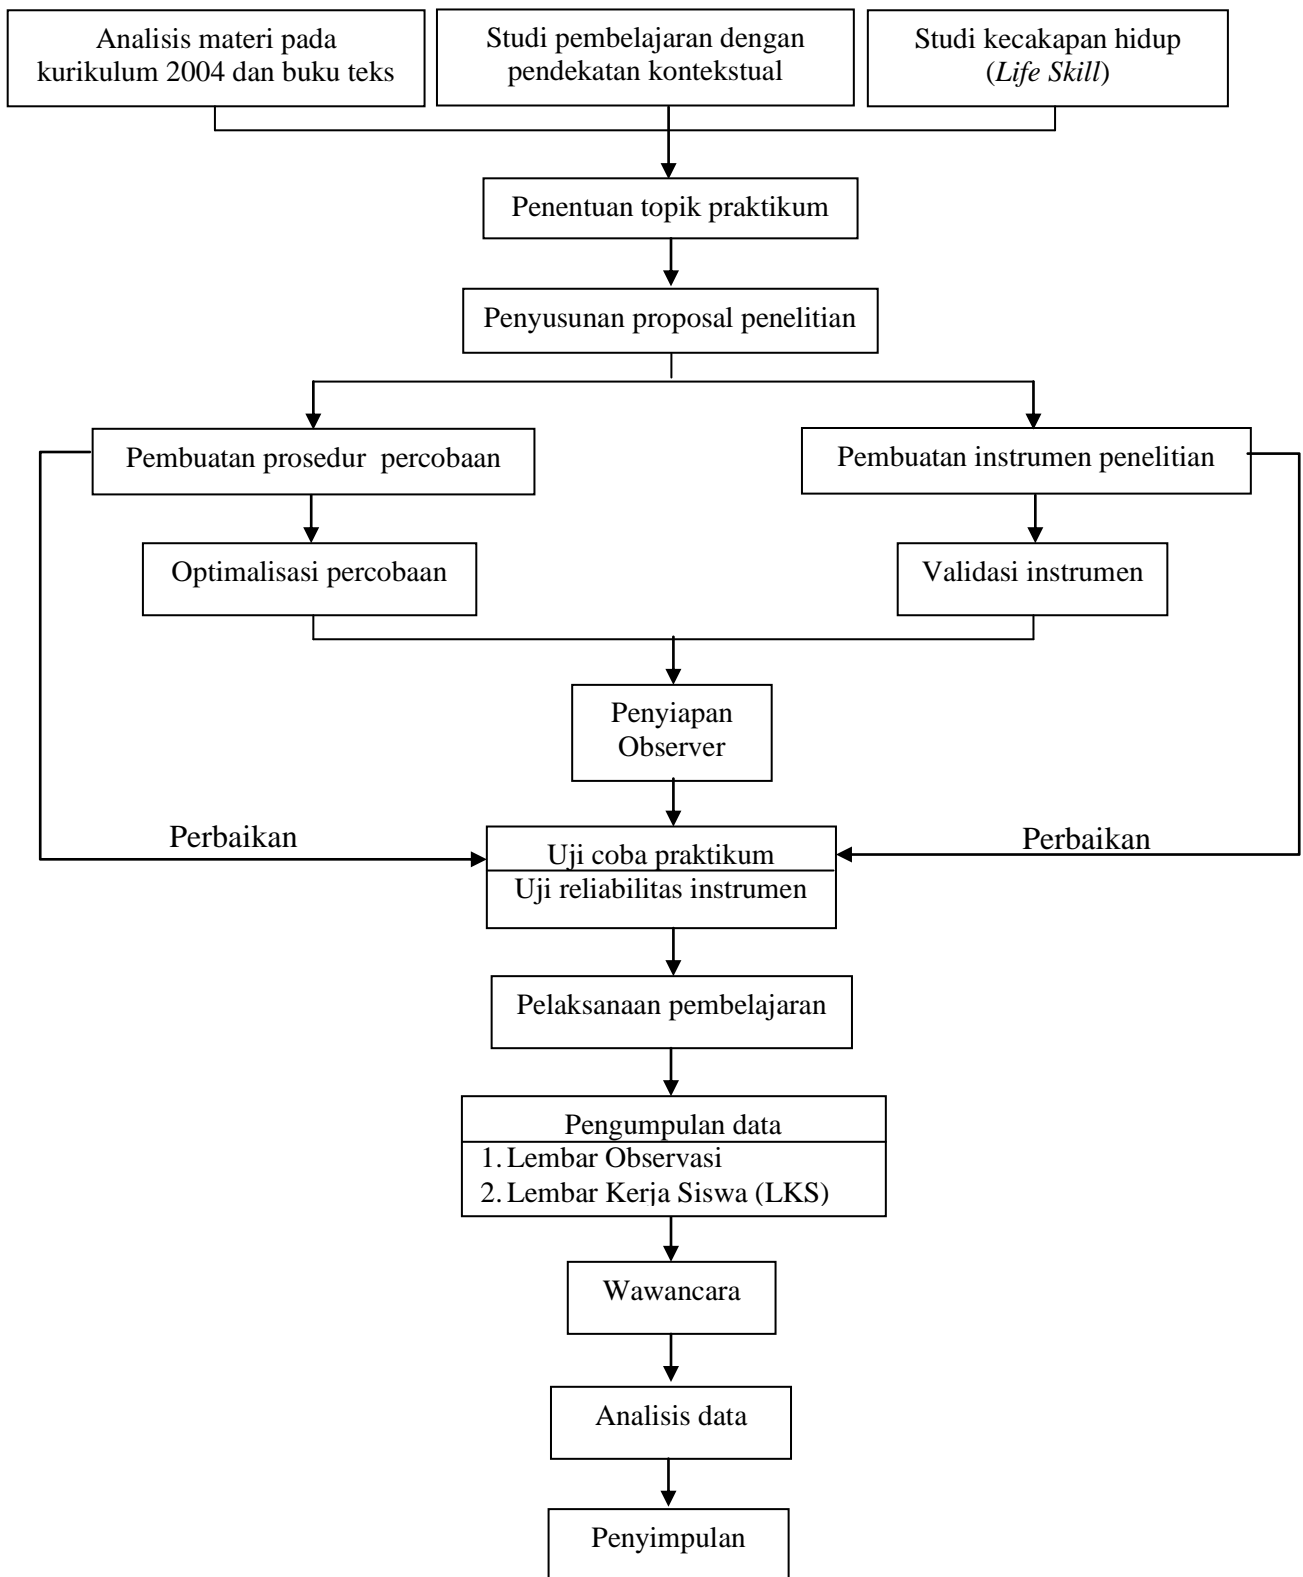 Analisis materi pada
kurikulum 2004 dan buku teks
Studi pembelajaran dengan
pendekatan kontekstual
Studi kecakapan hidup
(Life Skill)
Penentuan topik praktikum
Penyusunan proposal penelitian
Pembuatan prosedur percobaan
Pembuatan instrumen penelitian
Optimalisasi percobaan
Validasi instrumen
Penyiapan
Observer
Perbaikan
Perbaikan
Uji coba praktikum
Uji reliabilitas instrumen
Pelaksanaan pembelajaran
Pengumpulan data
1. Lembar Observasi
2. Lembar Kerja Siswa (LKS)
Wawancara
Analisis data
Penyimpulan